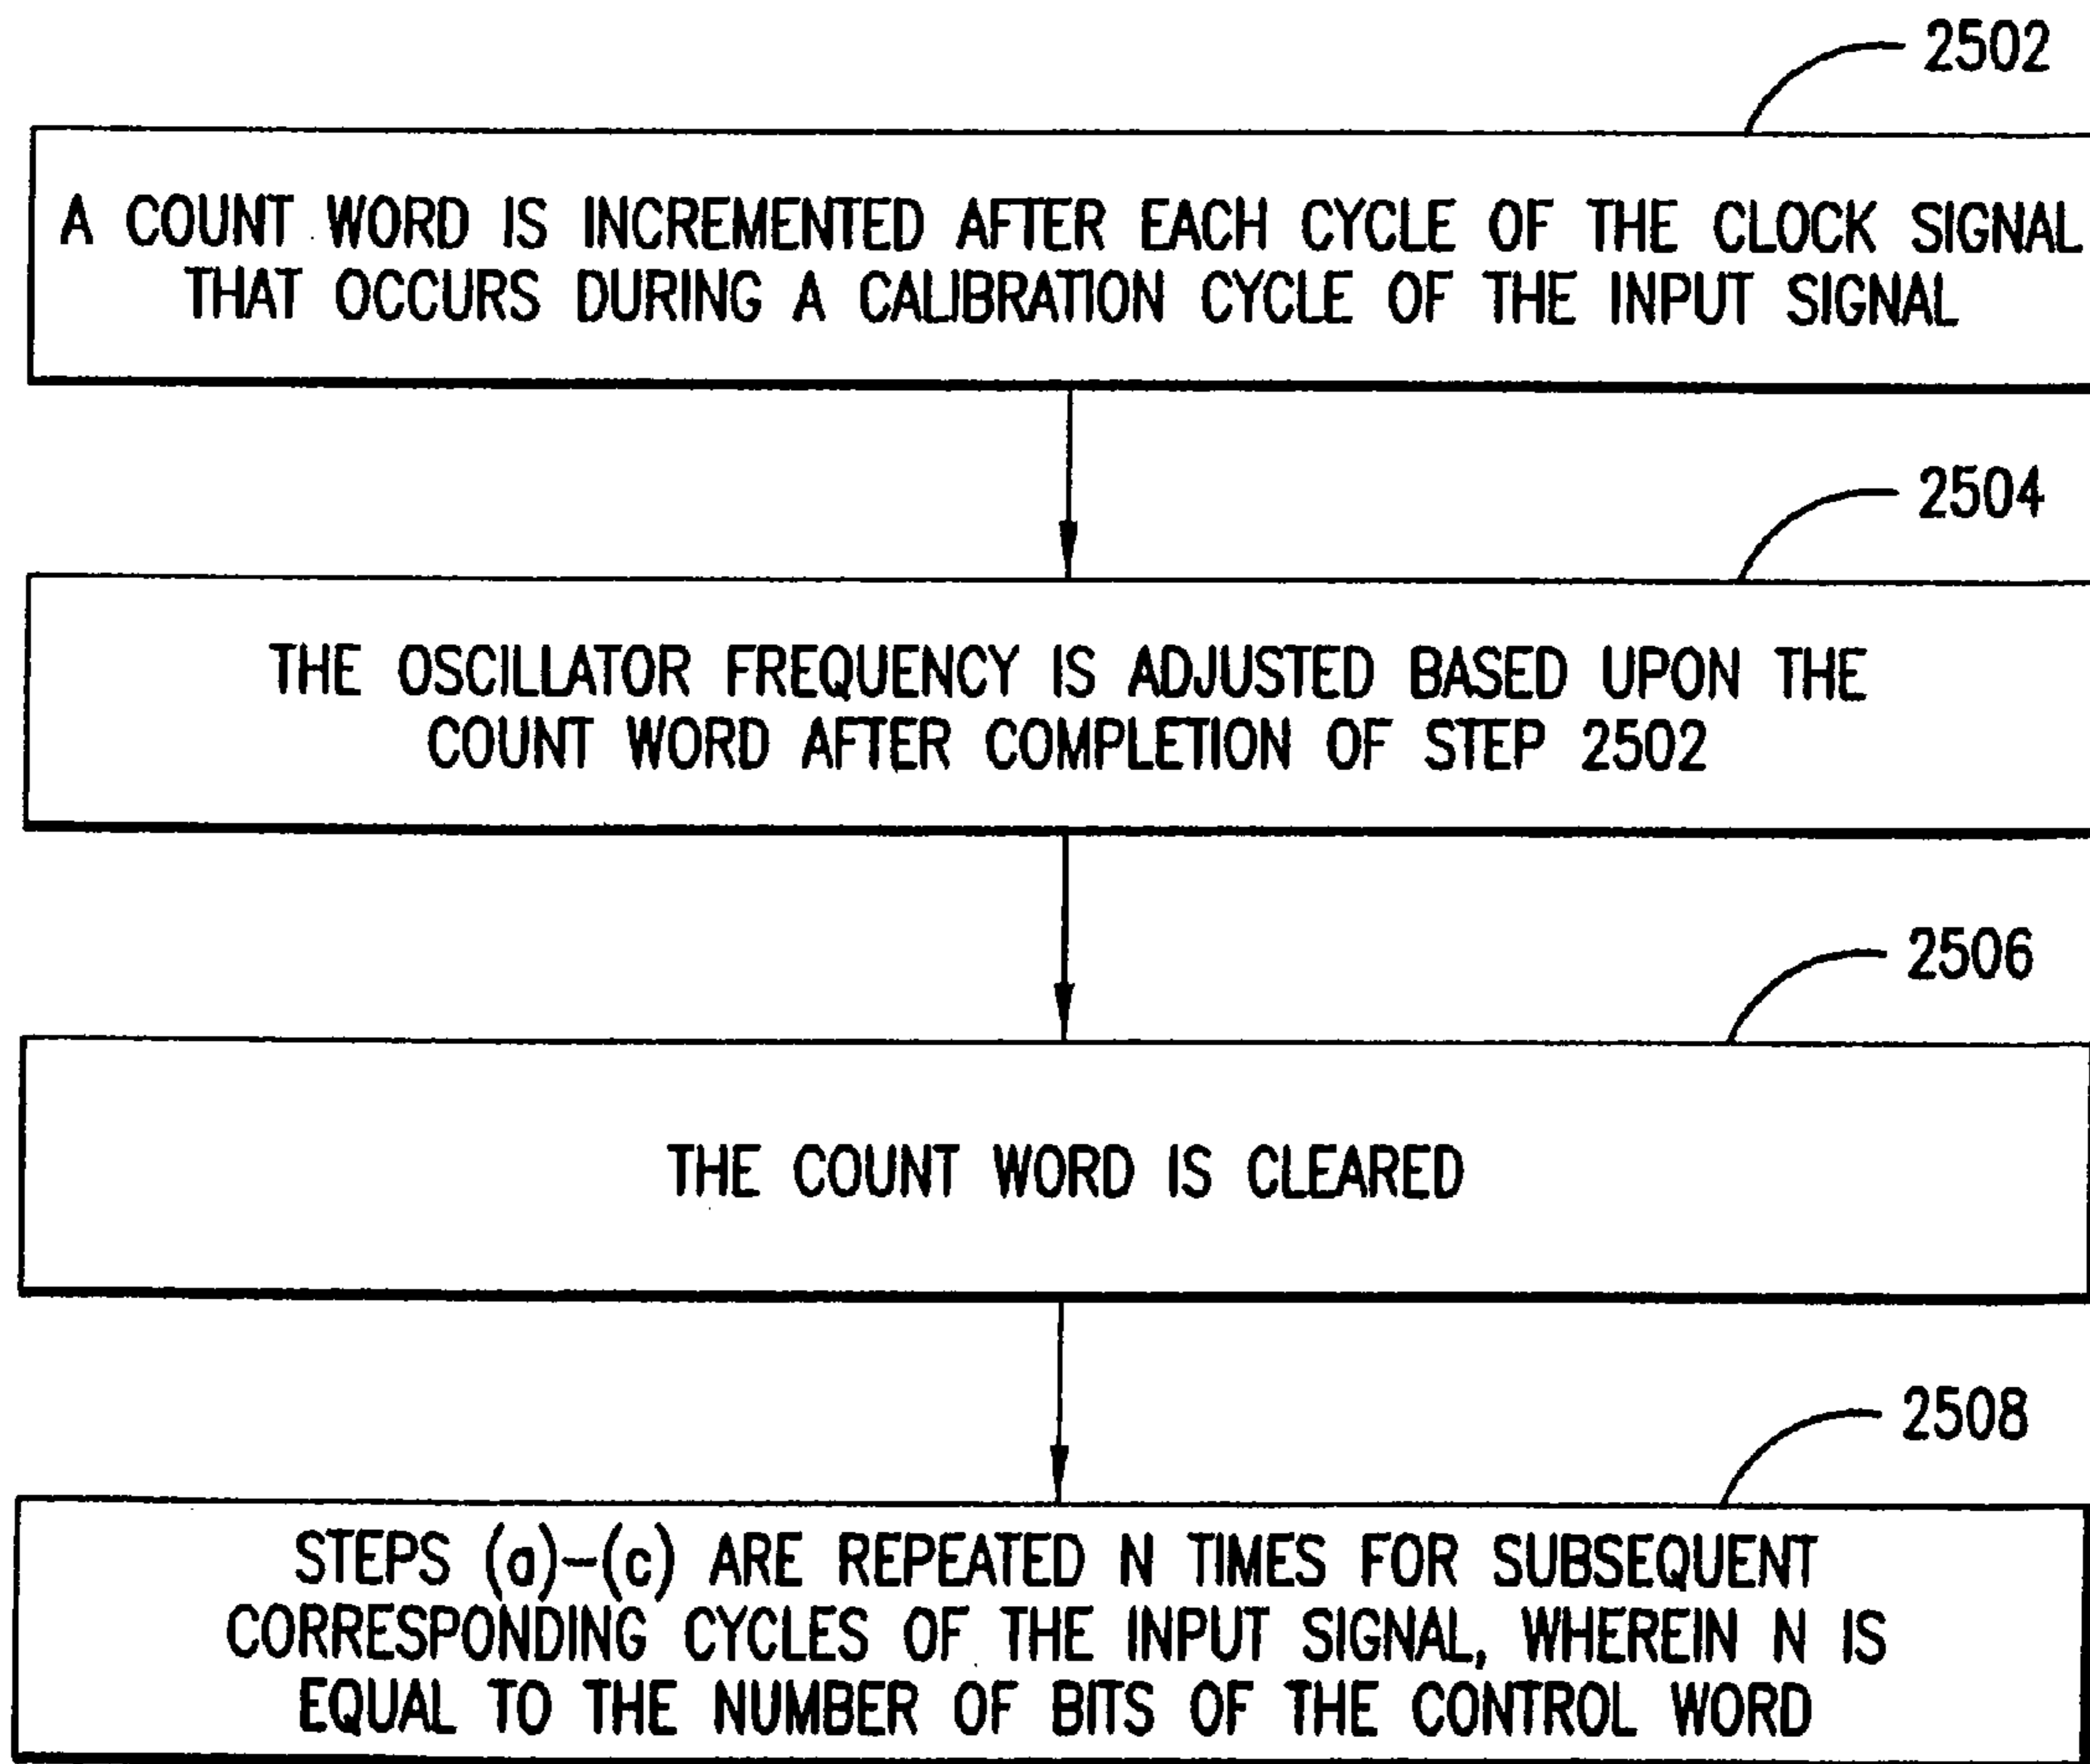 2502
A COUNT WORD IS INCREMENTED AFTER EACH CYCLE OF THE CLOCK SIGNAL
THAT OCCURS DURING A CALIBRATION CYCLE OF THE INPUT SIGNAL
2504
THE OSCILLATOR FREQUENCY IS ADJUSTED BASED UPON THE
COUNT WORD AFTER COMPLETION OF STEP 2502
2506
THE COUNT WORD IS CLEARED
2508
STEPS (a)–(c) ARE REPEATED N TIMES FOR SUBSEQUENT
CORRESPONDING CYCLES OF THE INPUT SIGNAL, WHEREIN N IS
EQUAL TO THE NUMBER OF BITS OF THE CONTROL WORD